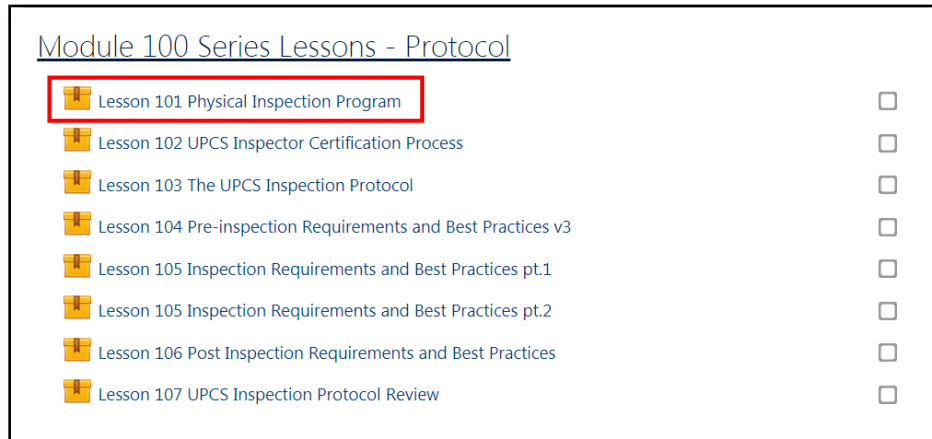 Module 100 Series Lessons - Protocol
Lesson 101 Physical Inspection Program
Lesson 102 UPCS Inspector Certification Process
Lesson 103 The UPCS Inspection Protocol
Lesson 104 Pre-inspection Requirements and Best Practices v3
Lesson 105 Inspection Requirements and Best Practices pt.1
Lesson 105 Inspection Requirements and Best Practices pt.2
Lesson 106 Post Inspection Requirements and Best Practices
Lesson 107 UPCS Inspection Protocol Review